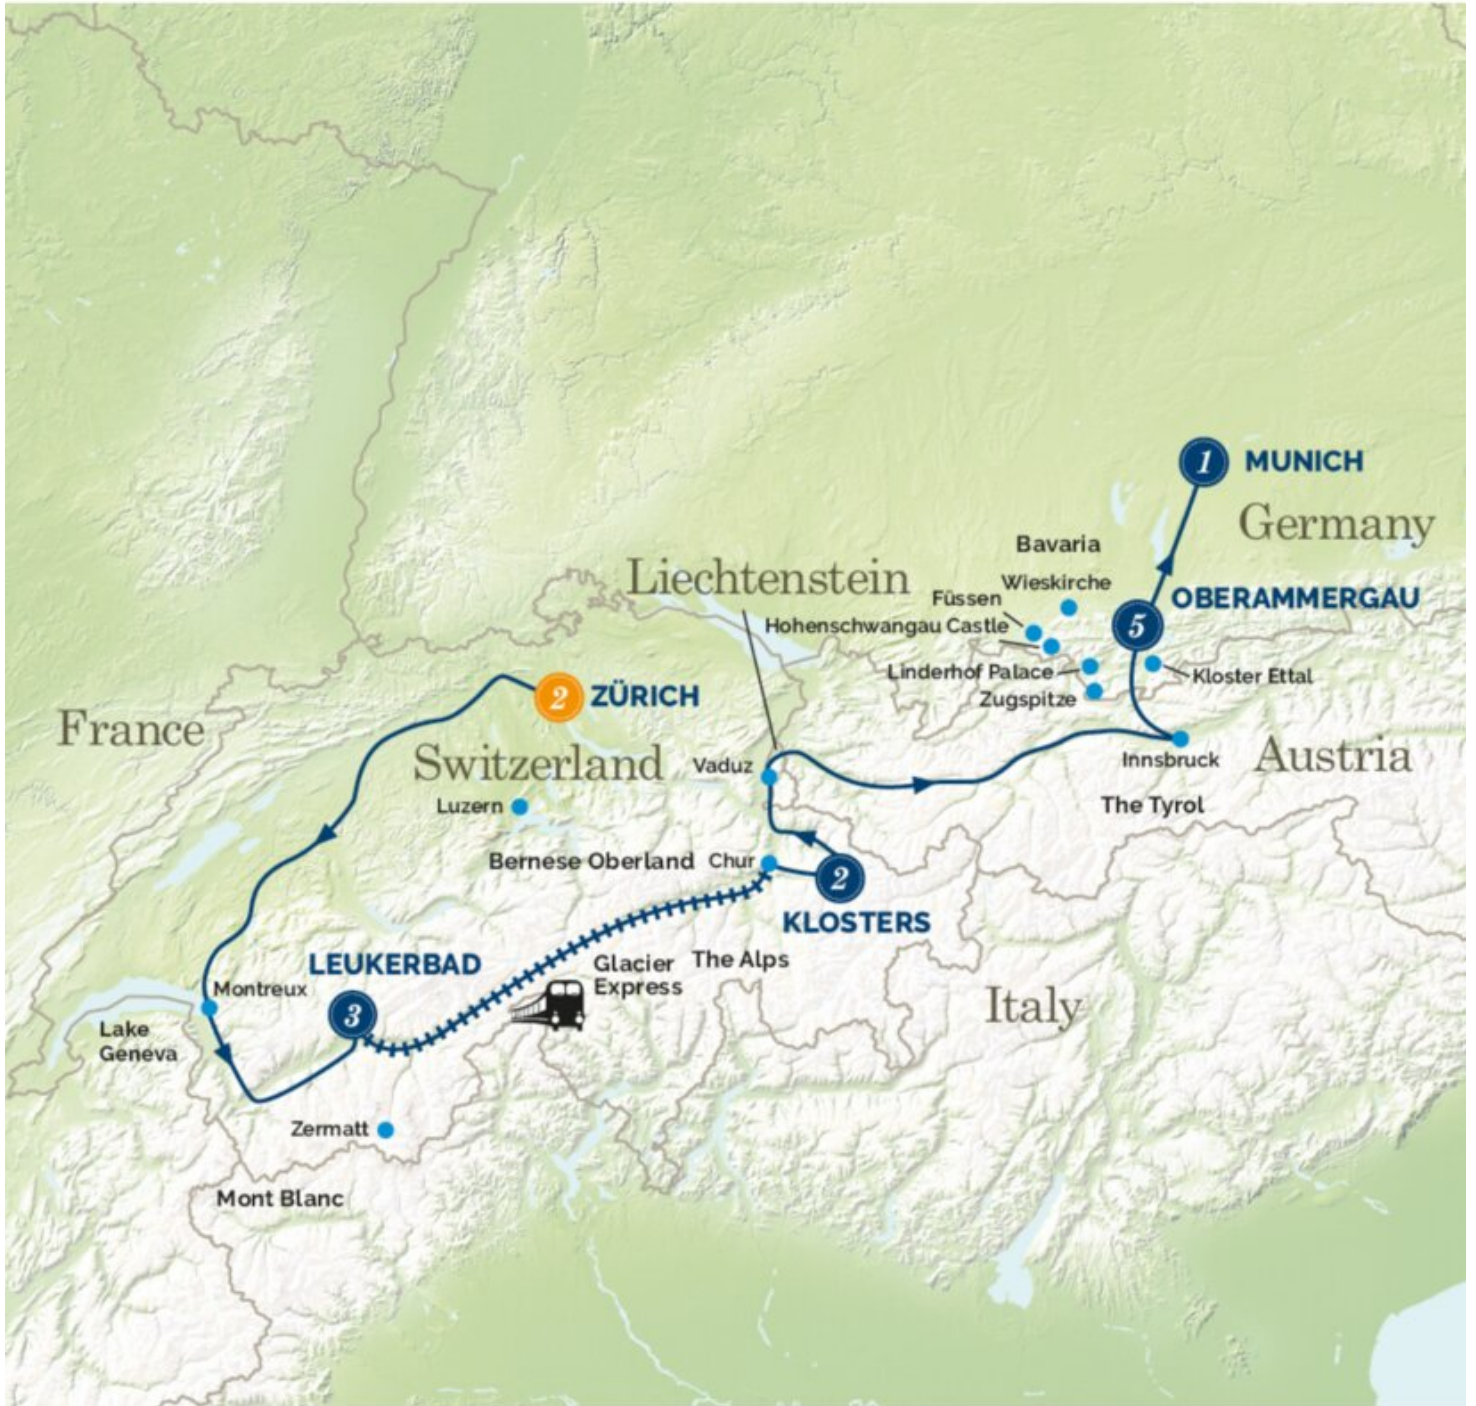 1 MUNICH
Germany
Bavaria
Wieskirche
Liechtenstein
Füssen
OBERAMMERGAU
5
Hohenschwangau Castle
Linderhof Palace
Kloster Ettal
Zugspitze
2 ZÜRICH
France
Switzerland
Vaduz
Innsbruck
Austria
Luzern
The Tyrol
Bernese Oberland
Chur
2
KLOSTERS
LEUKERBAD
Glacier
Express
The Alps
Montreux
3
Italy
Lake
Geneva
Zermatt
Mont Blanc